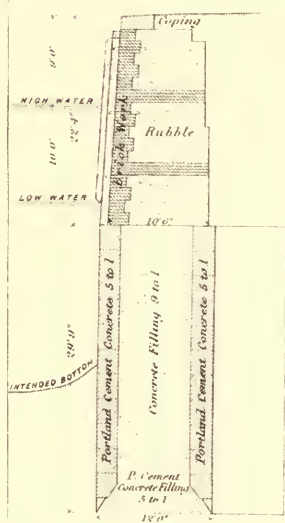 Coping
HIGH WATER
Brick Work
Rubble
LOW WATER
10'0"
Portland Cement Concrete 5 to 1
Concrete Filling 9 to 1
Portland Cement Concrete 5 to 1
INTENDED BOTTOM
P. Cement
Concrete Filling
5 to 1
12'0"